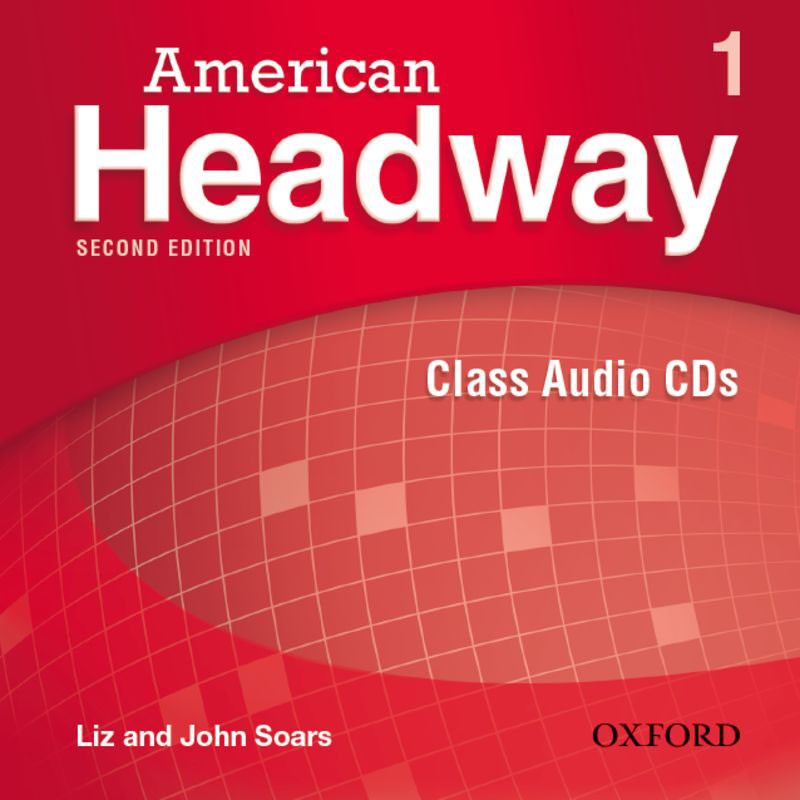 American
1
Headway
SECOND EDITION
Class Audio CDs
Liz and John Soars
OXFORD